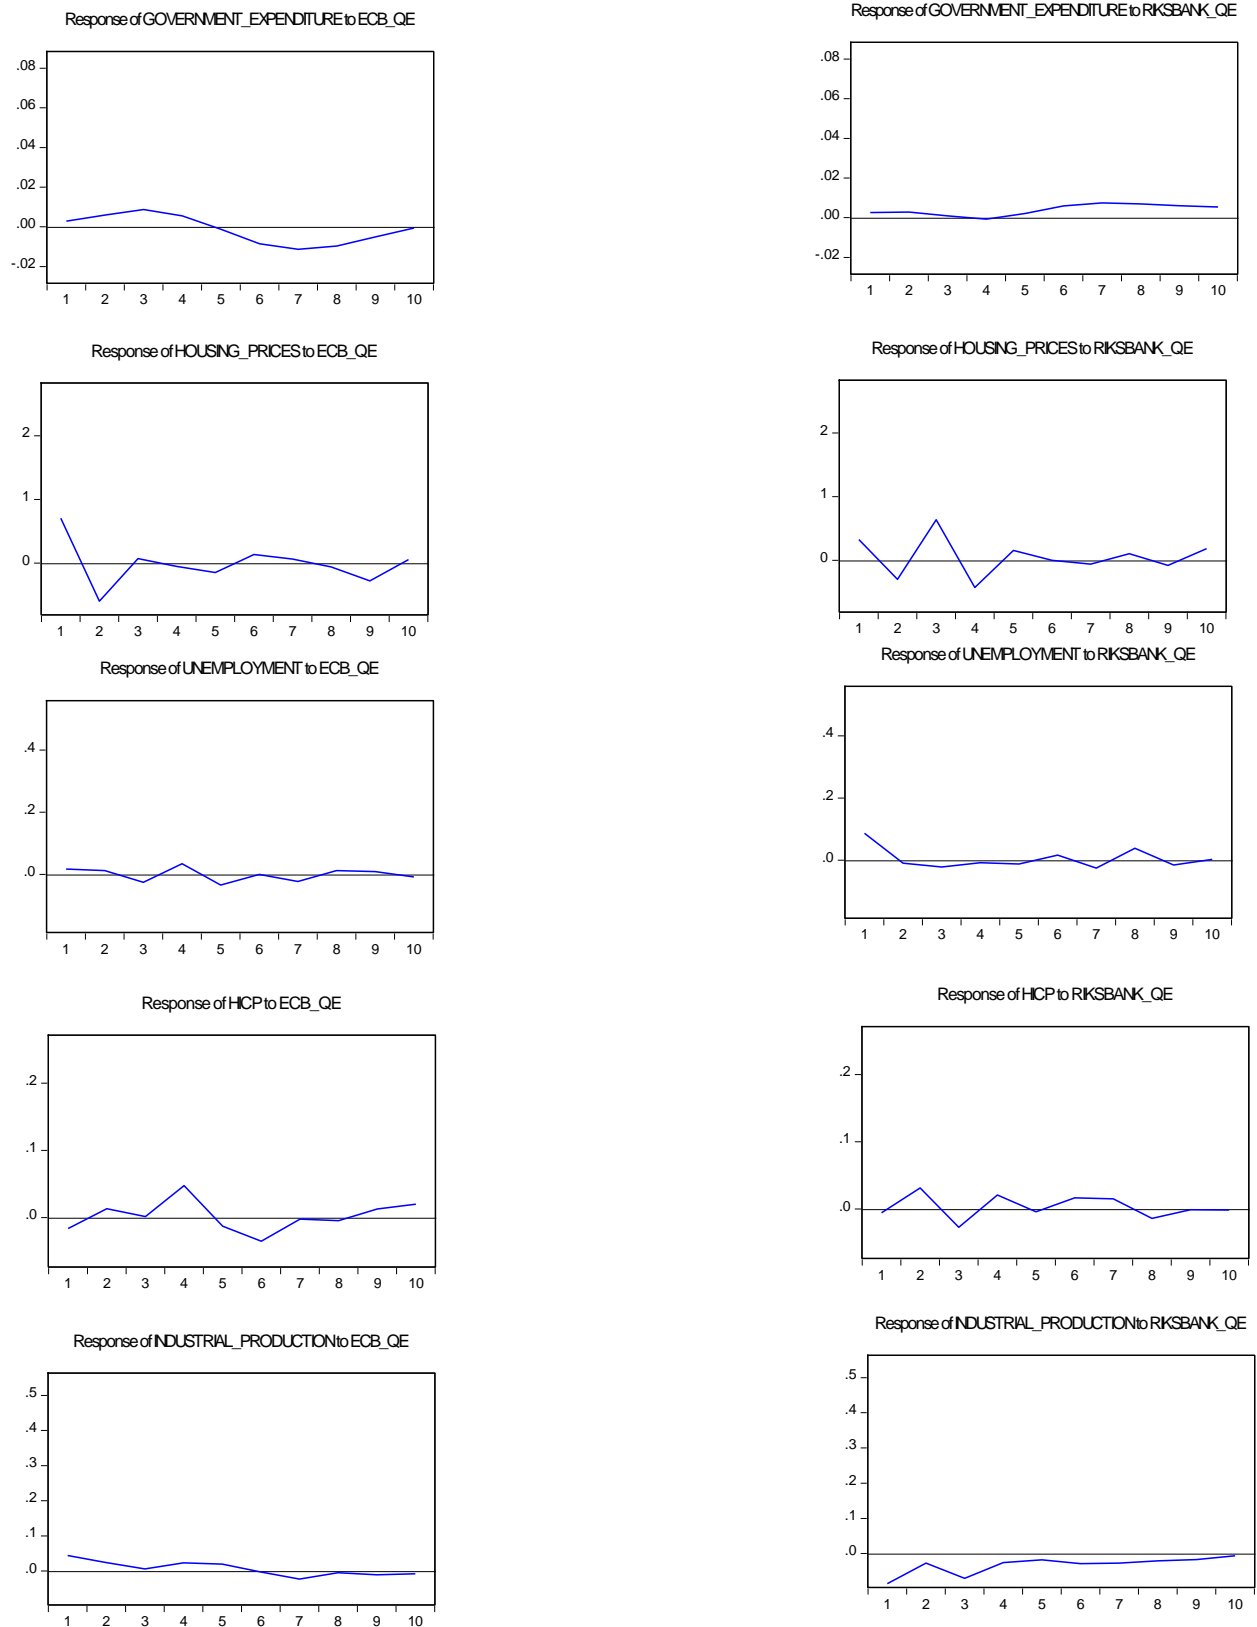 Response of GOVERNMENT_EXPENDITURE to ECB_QE
.08
.06
.04
.02
.00
-.02
1 2 3 4 5 6 7 8 9 10
Response of GOVERNMENT_EXPENDITURE to RIKSBANK_QE
.08
.06
.04
.02
.00
-.02
1 2 3 4 5 6 7 8 9 10
Response of HOUSING_PRICES to ECB_QE
2
1
0
1 2 3 4 5 6 7 8 9 10
Response of HOUSING_PRICES to RIKSBANK_QE
2
1
0
1 2 3 4 5 6 7 8 9 10
Response of UNEMPLOYMENT to ECB_QE
.4
.2
.0
1 2 3 4 5 6 7 8 9 10
Response of UNEMPLOYMENT to RIKSBANK_QE
.4
.2
.0
1 2 3 4 5 6 7 8 9 10
Response of HICP to ECB_QE
.2
.1
.0
1 2 3 4 5 6 7 8 9 10
Response of HICP to RIKSBANK_QE
.2
.1
.0
1 2 3 4 5 6 7 8 9 10
Response of INDUSTRIAL_PRODUCTION to ECB_QE
.5
.4
.3
.2
.1
.0
1 2 3 4 5 6 7 8 9 10
Response of INDUSTRIAL_PRODUCTION to RIKSBANK_QE
.5
.4
.3
.2
.1
.0
1 2 3 4 5 6 7 8 9 10